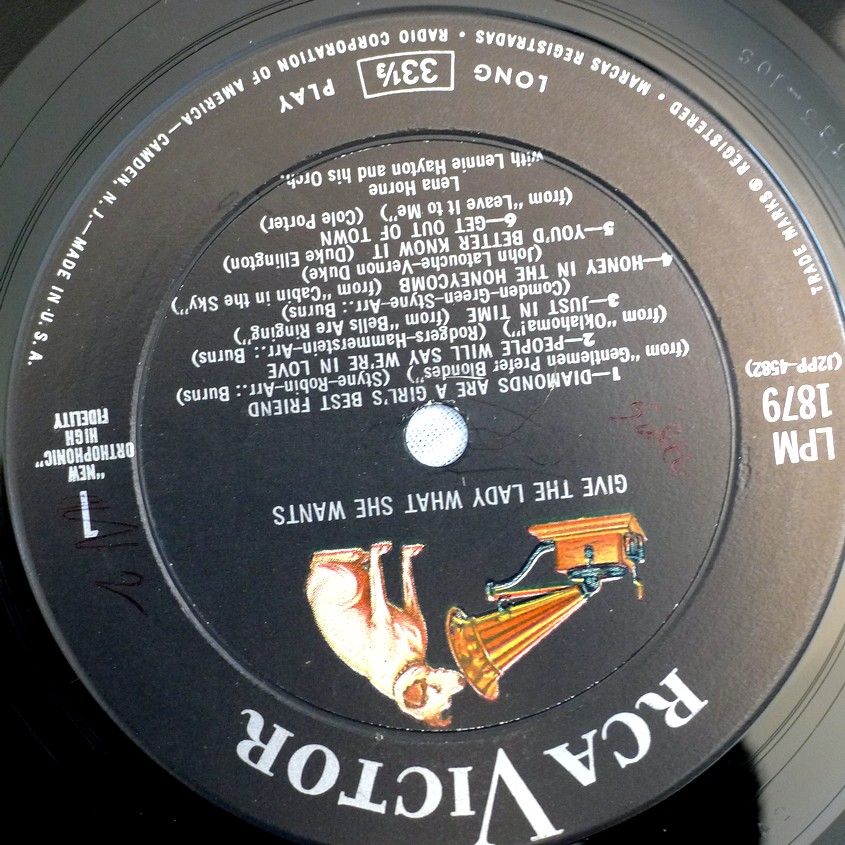 RCA VICTOR
GIVE THE LADY WHAT SHE WANTS
LPM
1879
(J2PP-4582)
1
"NEW
ORTHOPHONIC"
HIGH
FIDELITY
1—DIAMONDS ARE A GIRL'S BEST FRIEND
(from "Gentlemen Prefer Blondes") (Styne-Robin-Arr.: Burns)
2—PEOPLE WILL SAY WE'RE IN LOVE
(from "Oklahoma!") (Rodgers-Hammerstein-Arr.: Burns)
3—JUST IN TIME (from "Bells Are Ringing")
(Comden-Green-Styne-Arr.: Burns)
4—HONEY IN THE HONEYCOMB (from "Cabin in the Sky")
(John Latouche-Vernon Duke)
5—YOU'D BETTER KNOW IT (Duke Ellington)
6—GET OUT OF TOWN
(from "Leave It to Me") (Cole Porter)
Lena Horne
with Lennie Hayton and his Orch.
LONG 33⅓ PLAY
TRADE MARKS ® REGISTERED • MARCAS REGISTRADAS • RADIO CORPORATION OF AMERICA—CAMDEN, N. J.—MADE IN U.S.A.